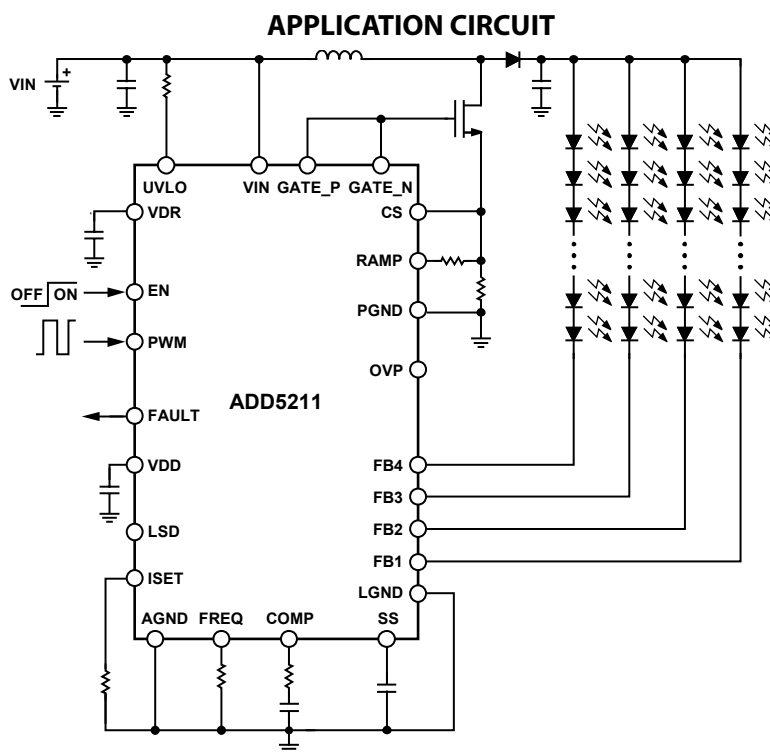 APPLICATION CIRCUIT
VIN
+
UVLO
VIN
GATE_P
GATE_N
VDR
CS
RAMP
OFF
ON
EN
PGND
PWM
OVP
ADD5211
FAULT
VDD
FB4
FB3
LSD
FB2
FB1
ISET
LGND
AGND
FREQ
COMP
SS